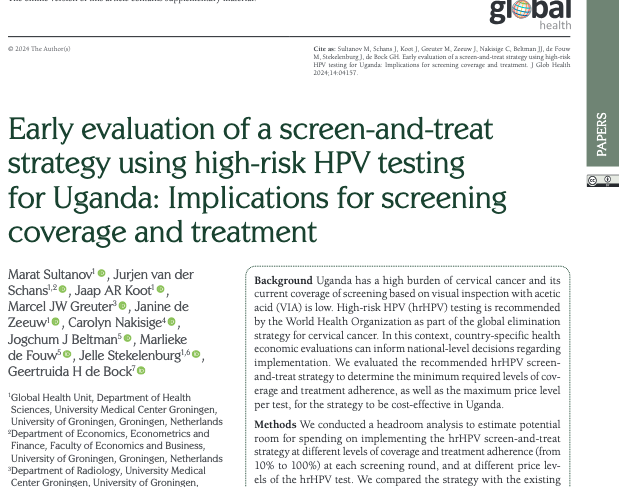 global
health
© 2024 The Author(s)
Cite as: Sultanov M, Schans J, Koot J, Greuter M, Zeeuw J, Nakisige C, Beltman JJ, de Fouw
M, Stekelenburg J, de Bock GH. Early evaluation of a screen-and-treat strategy using high-risk
HPV testing for Uganda: Implications for screening coverage and treatment. J Glob Health
2024;14:04157.
PAPERS
Early evaluation of a screen-and-treat
strategy using high-risk HPV testing
for Uganda: Implications for screening
coverage and treatment
Marat Sultanov1, Jurjen van der
Schans1,2, Jaap AR Koot1,
Marcel JW Greuter3, Janine de
Zeeuw1, Carolyn Nakisige4,
Jogchum J Beltman5, Marlieke
de Fouw5, Jelle Stekelenburg1,6,
Geertruida H de Bock7
1Global Health Unit, Department of Health
Sciences, University Medical Center Groningen,
University of Groningen, Groningen, Netherlands
2Department of Economics, Econometrics and
Finance, Faculty of Economics and Business,
University of Groningen, Groningen, Netherlands
3Department of Radiology, University Medical
Center Groningen, University of Groningen,
Background Uganda has a high burden of cervical cancer and its
current coverage of screening based on visual inspection with acetic
acid (VIA) is low. High-risk HPV (hrHPV) testing is recommended
by the World Health Organization as part of the global elimination
strategy for cervical cancer. In this context, country-specific health
economic evaluations can inform national-level decisions regarding
implementation. We evaluated the recommended hrHPV screen-
and-treat strategy to determine the minimum required levels of cov-
erage and treatment adherence, as well as the maximum price level
per test, for the strategy to be cost-effective in Uganda.
Methods We conducted a headroom analysis to estimate potential
room for spending on implementing the hrHPV screen-and-treat
strategy at different levels of coverage and treatment adherence (from
10% to 100%) at each screening round, and at different price lev-
els of the hrHPV test. We compared the strategy with the existing